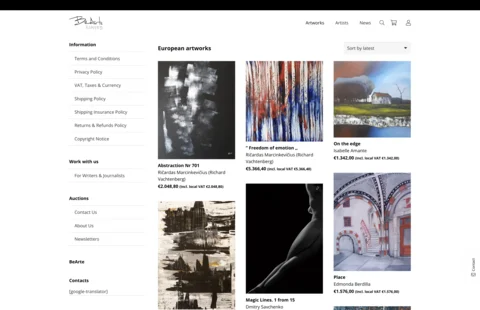 BeArte
Artworks
Artists
News
Information
Terms and Conditions
Privacy Policy
VAT, Taxes & Currency
Shipping Policy
Shipping Insurance Policy
Returns & Refunds Policy
Copyright Notice
Work with us
For Writers & Journalists
Auctions
Contact Us
About Us
Newsletters
BeArte
Contacts
[google-translator]
European artworks
Sort by latest
Abstraction Nr 701
Ričardas Marcinkevičius (Richard
Vachtenberg)
€2.048,80 (incl. local VAT €2.048,80)
" Freedom of emotion „
Ričardas Marcinkevičius (Richard
Vachtenberg)
€5.366,40 (incl. local VAT €5.366,40)
Magic Lines. 1 from 15
Dmitry Savchenko
On the edge
Isabelle Amante
€1.342,00 (incl. local VAT €1.342,00)
Place
Edmonda Berdilla
€1.576,00 (incl. local VAT €1.576,00)
Contact